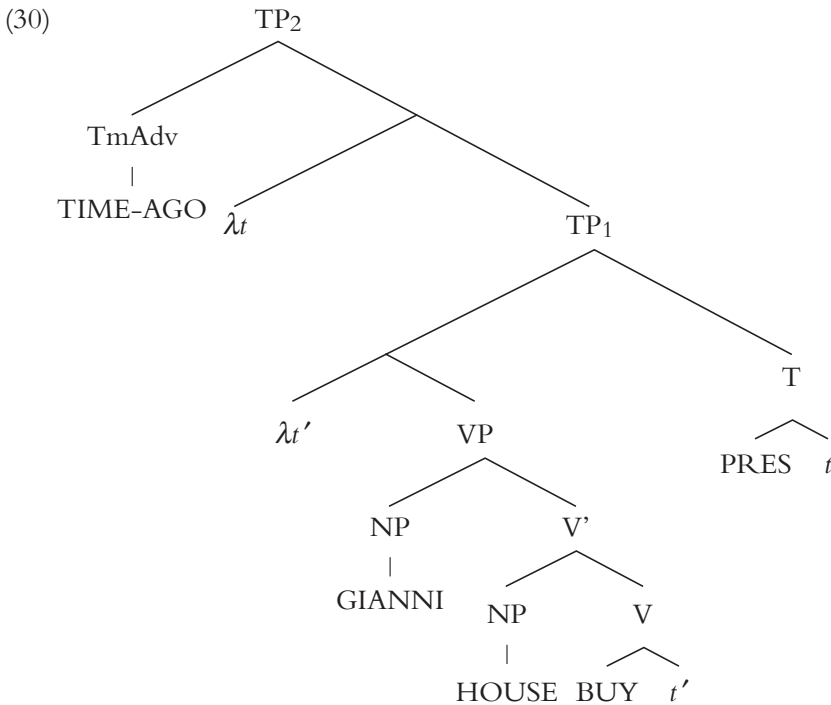 (30) TP₂
TmAdv
|
TIME-AGO λt TP₁
T
λt′ VP
PRES t
NP V’
|
GIANNI
NP V
|
HOUSE BUY t′